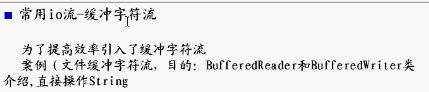 ■ 常用io流-缓冲字符流
为了提高效率引入了缓冲字符流
案例（文件缓冲字符流，目的：BufferedReader和BufferedWriter类
介绍,直接操作String